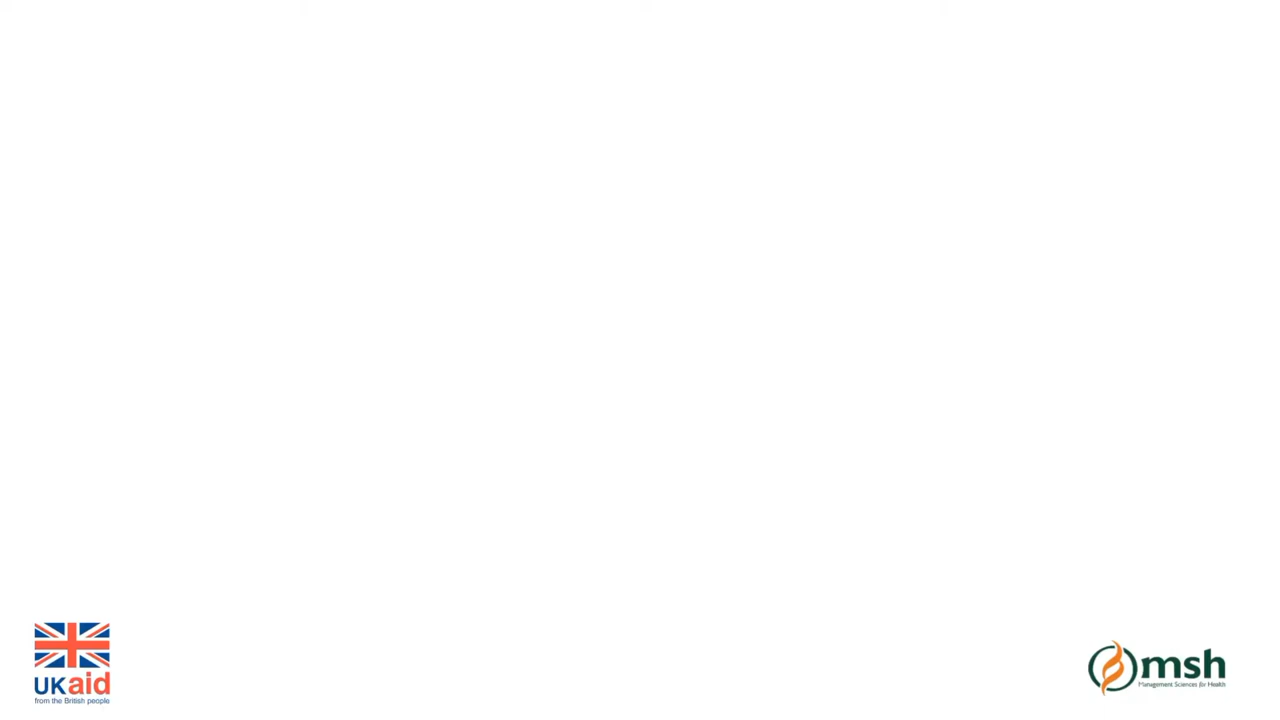 UKaid
from the British people
msh
Management Sciences for Health